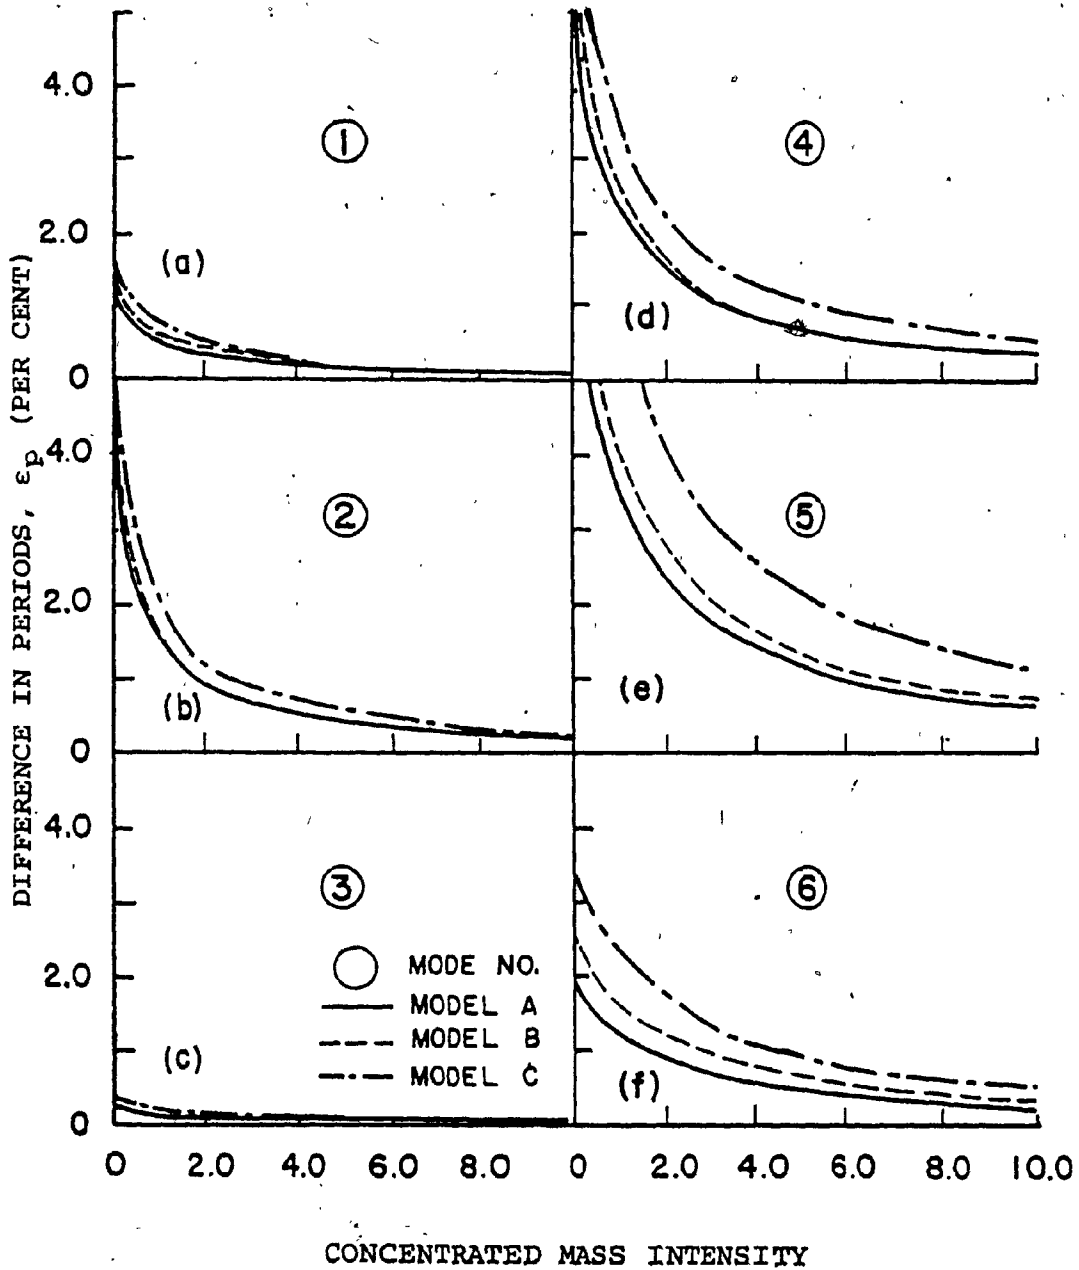 DIFFERENCE IN PERIODS, εp (PER CENT)
4.0
2.0
0
①
(a)
④
(d)
4.0
2.0
0
②
(b)
⑤
(e)
4.0
2.0
0
③
(c)
○ MODE NO.
MODEL A
MODEL B
MODEL C
⑥
(f)
0 2.0 4.0 6.0 8.0 0 2.0 4.0 6.0 8.0 10.0
CONCENTRATED MASS INTENSITY